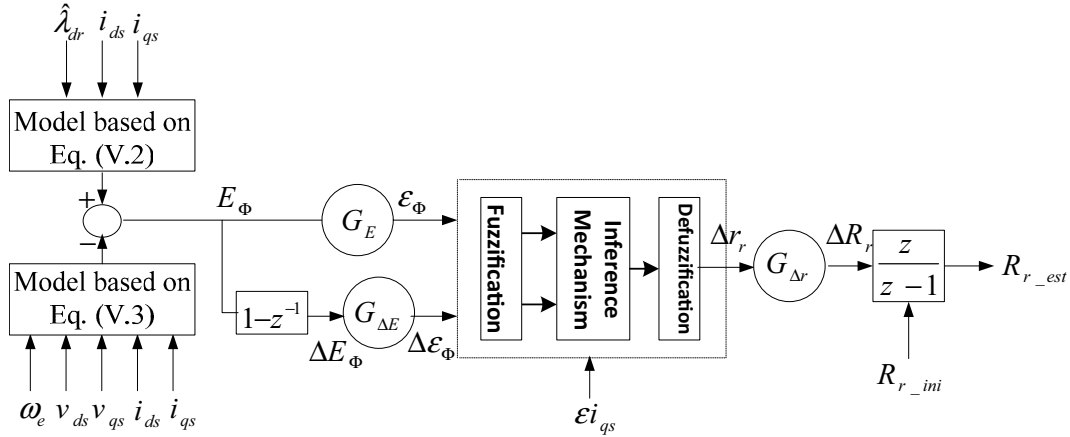 λ̂_dr i_ds i_qs
Model based on
Eq. (V.2)
+
−
E_Φ
G_E
ε_Φ
Model based on
Eq. (V.3)
ω_e v_ds v_qs i_ds i_qs
1−z^-1
ΔE_Φ
G_ΔE
Δε_Φ
Fuzzification
Inference
Mechanism
Defuzzification
εi_qs
Δr_r
G_Δr
ΔR_r
z
z −1
R_r_ini
R_r_est